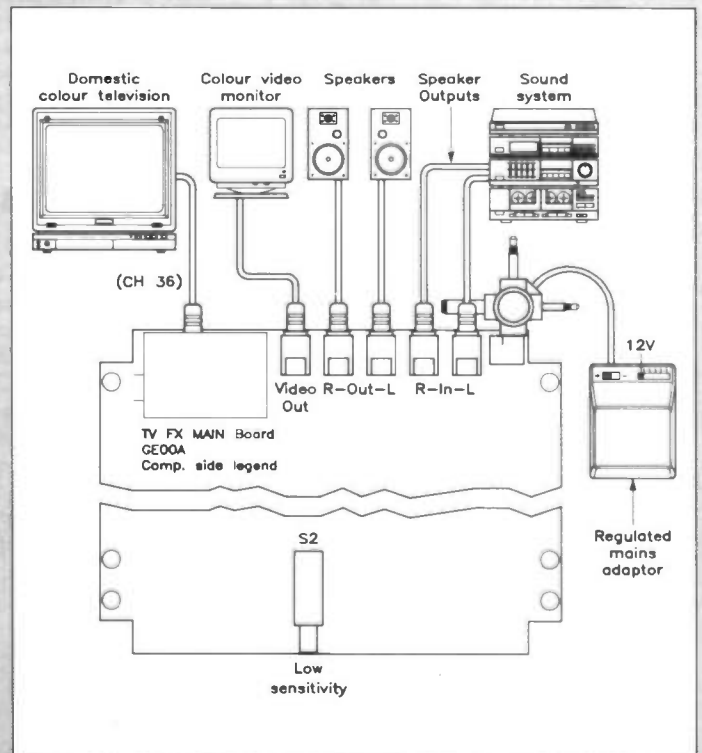 Domestic
colour television
Colour video
monitor
Speakers
Speaker
Outputs
Sound
system
(CH 36)
12V
Video
Out
R-Out-L
R-In-L
TV FX MAIN Board
GE00A
Comp. side legend
Regulated
mains
adaptor
S2
Low
sensitivity